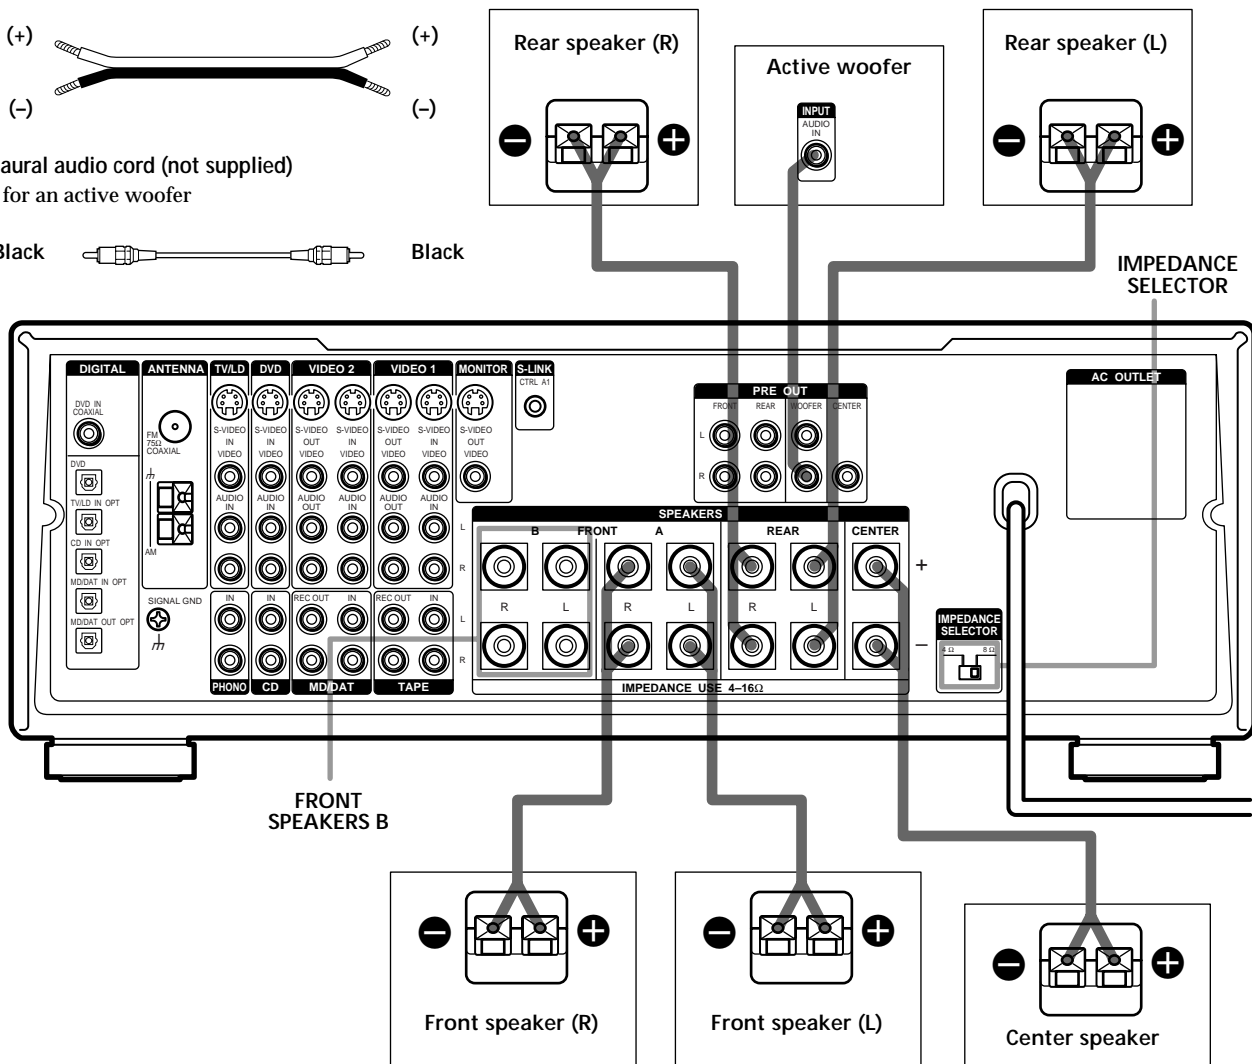 (+)
(+)
(–)
(–)
aural audio cord (not supplied)
for an active woofer
Black
Black
Rear speaker (R)
Active woofer
INPUT
AUDIO
IN
Rear speaker (L)
IMPEDANCE
SELECTOR
DIGITAL
ANTENNA
TV/LD
DVD
VIDEO 2
VIDEO 1
MONITOR
S-LINK
CTRL A1
DVD IN
COAXIAL
FM
75Ω
COAXIAL
S-VIDEO
S-VIDEO
S-VIDEO
S-VIDEO
S-VIDEO
S-VIDEO
S-VIDEO
IN
IN
OUT
IN
OUT
IN
OUT
VIDEO
VIDEO
VIDEO
VIDEO
VIDEO
VIDEO
VIDEO
AUDIO
IN
AUDIO
IN
AUDIO
OUT
AUDIO
IN
AUDIO
OUT
AUDIO
IN
L
R
DVD
TV/LD IN OPT
CD IN OPT
MD/DAT IN OPT
MD/DAT OUT OPT
AM
SIGNAL GND
IN
IN
REC OUT
IN
REC OUT
IN
L
R
PHONO
CD
MD/DAT
TAPE
PRE OUT
FRONT
REAR
WOOFER
CENTER
L
R
AC OUTLET
SPEAKERS
B
FRONT
A
REAR
CENTER
+
R
L
R
L
R
L
–
IMPEDANCE USE 4–16Ω
IMPEDANCE
SELECTOR
4 Ω
8 Ω
FRONT
SPEAKERS B
Front speaker (R)
Front speaker (L)
Center speaker